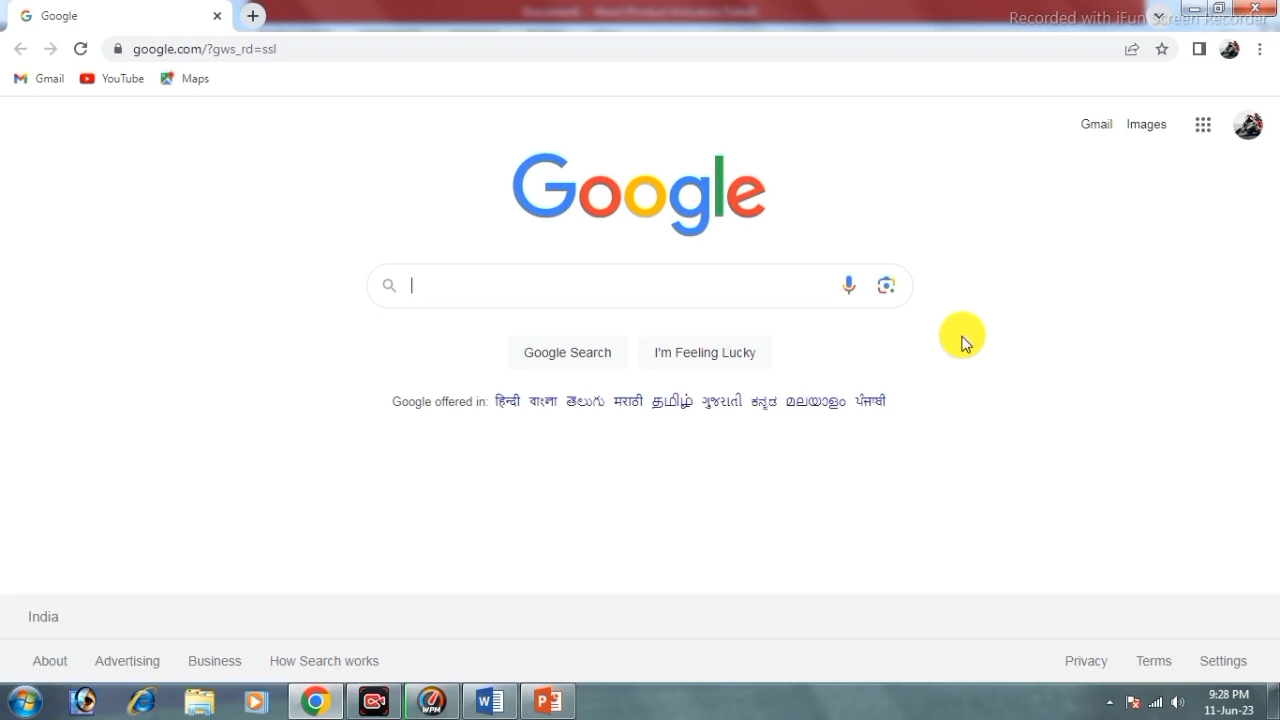 Google
Recorded with iFun Screen Recorder
google.com/?gws_rd=ssl
Gmail YouTube Maps
Gmail Images
Google
Google Search I'm Feeling Lucky
Google offered in: हिन्दी বাংলা తెలుగు मराठी தமிழ் ગુજરાતી ಕನ್ನಡ മലയാളം ਪੰਜਾਬੀ
India
About Advertising Business How Search works Privacy Terms Settings
WPM
9:28 PM
11-Jun-23